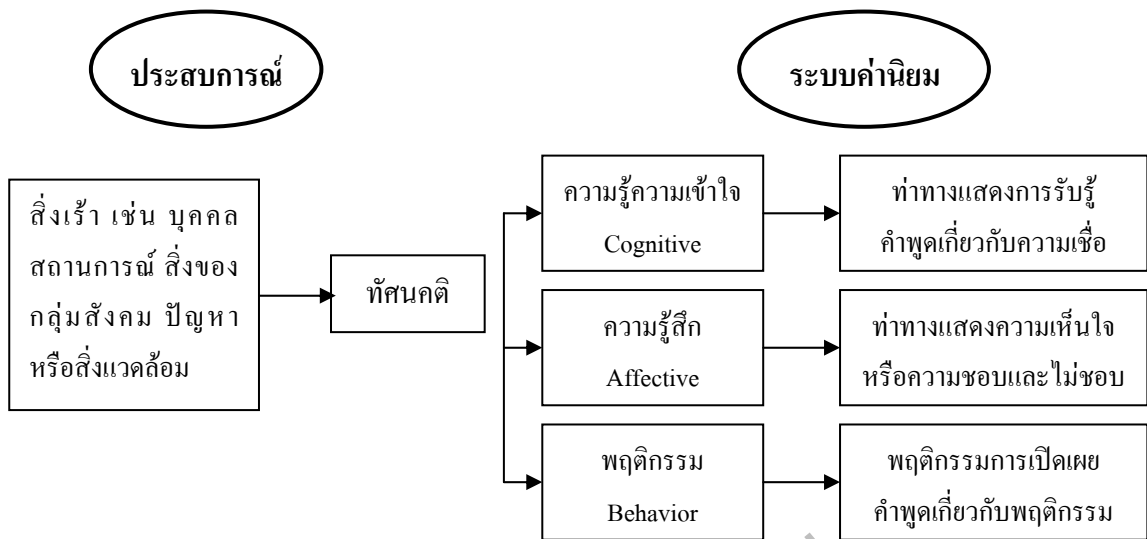 ประสบการณ์
ระบบค่านิยม
สิ่งเร้า เช่น บุคคล
สถานการณ์ สิ่งของ
กลุ่มสังคม ปัญหา
หรือสิ่งแวดล้อม
ทัศนคติ
ความรู้ความเข้าใจ
Cognitive
ท่าทางแสดงการรับรู้
คำพูดเกี่ยวกับความเชื่อ
ความรู้สึก
Affective
ท่าทางแสดงความเห็นใจ
หรือความชอบและไม่ชอบ
พฤติกรรม
Behavior
พฤติกรรมการเปิดเผย
คำพูดเกี่ยวกับพฤติกรรม